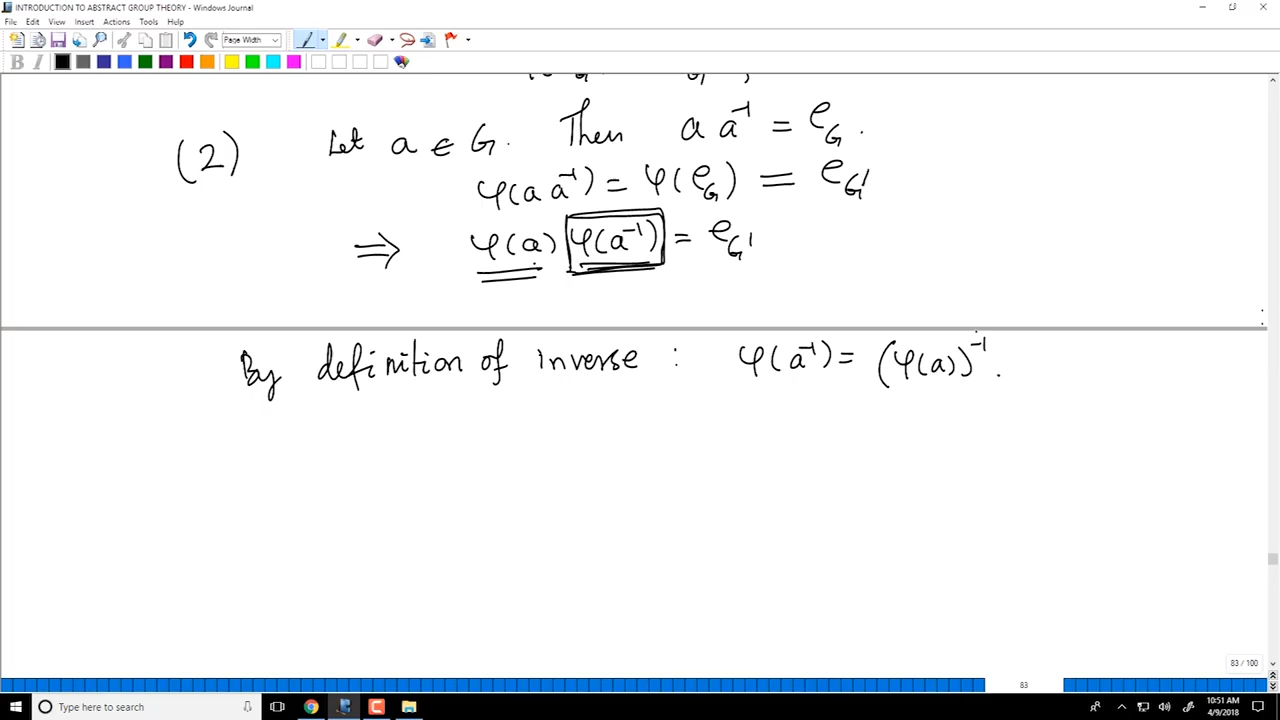 INTRODUCTION TO ABSTRACT GROUP THEORY - Windows Journal
File Edit View Insert Actions Tools Help
Page Width
B I
(2) Let a ∈ G. Then a a⁻¹ = e_G.
φ(a a⁻¹) = φ(e_G) = e_G'
⇒ φ(a) φ(a⁻¹) = e_G'
By definition of inverse : φ(a⁻¹) = (φ(a))⁻¹.
83 / 100
83
Type here to search
10:51 AM
4/9/2018